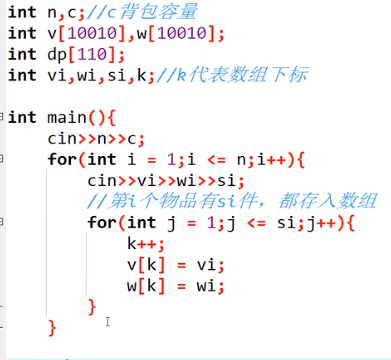 int n,c;//c背包容量
int v[10010],w[10010];
int dp[110];
int vi,wi,si,k;//k代表数组下标
int main(){
cin>>n>>c;
for(int i = 1;i <= n;i++){
cin>>vi>>wi>>si;
//第i个物品有si件，都存入数组
for(int j = 1;j <= si;j++){
k++;
v[k] = vi;
w[k] = wi;
}
}